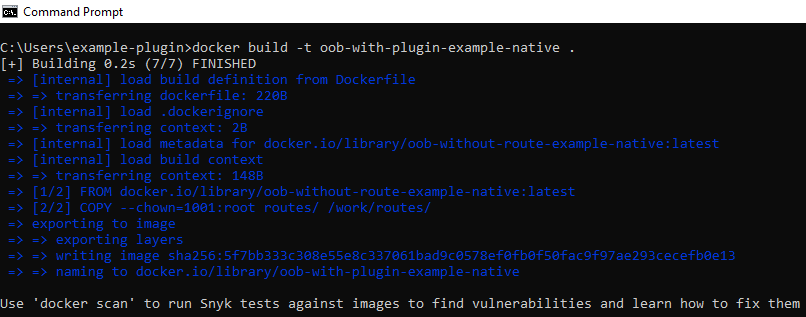 Command Prompt
C:\Users\example-plugin>docker build -t oob-with-plugin-example-native .
[+] Building 0.2s (7/7) FINISHED
=> [internal] load build definition from Dockerfile
=> => transferring dockerfile: 220B
=> [internal] load .dockerignore
=> => transferring context: 2B
=> [internal] load metadata for docker.io/library/oob-without-route-example-native:latest
=> [internal] load build context
=> => transferring context: 148B
=> [1/2] FROM docker.io/library/oob-without-route-example-native:latest
=> [2/2] COPY --chown=1001:root routes/ /work/routes/
=> exporting to image
=> => exporting layers
=> => writing image sha256:5f7bb333c308e55e8c337061bad9c0578ef0fb0f50fac9f97ae293cecefb0e13
=> => naming to docker.io/library/oob-with-plugin-example-native
Use 'docker scan' to run Snyk tests against images to find vulnerabilities and learn how to fix them